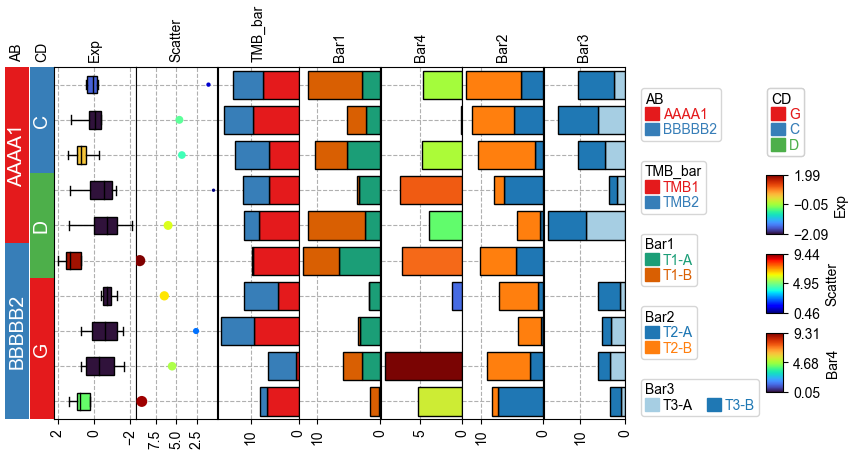 AB
CD
Exp
Scatter
TMB_bar
Bar1
Bar4
Bar2
Bar3
AAAA1
BBBBB2
C
D
G
2 0 −2
7.5 5.0 2.5
10 0
10 0
5 0
10 0
10 0
AB
AAAA1
BBBBB2
CD
G
C
D
TMB_bar
TMB1
TMB2
Bar1
T1-A
T1-B
Bar2
T2-A
T2-B
Bar3
T3-A T3-B
1.99
−0.05
−2.09
Exp
9.44
4.95
0.46
Scatter
9.31
4.68
0.05
Bar4